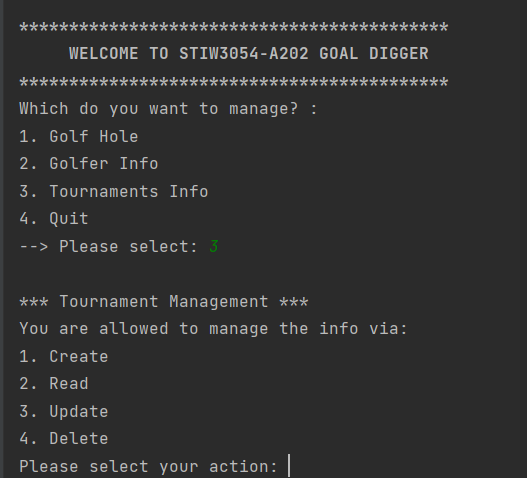 *******************************************
WELCOME TO STIW3054-A202 GOAL DIGGER
*******************************************
Which do you want to manage? :
1. Golf Hole
2. Golfer Info
3. Tournaments Info
4. Quit
--> Please select: 3
*** Tournament Management ***
You are allowed to manage the info via:
1. Create
2. Read
3. Update
4. Delete
Please select your action: